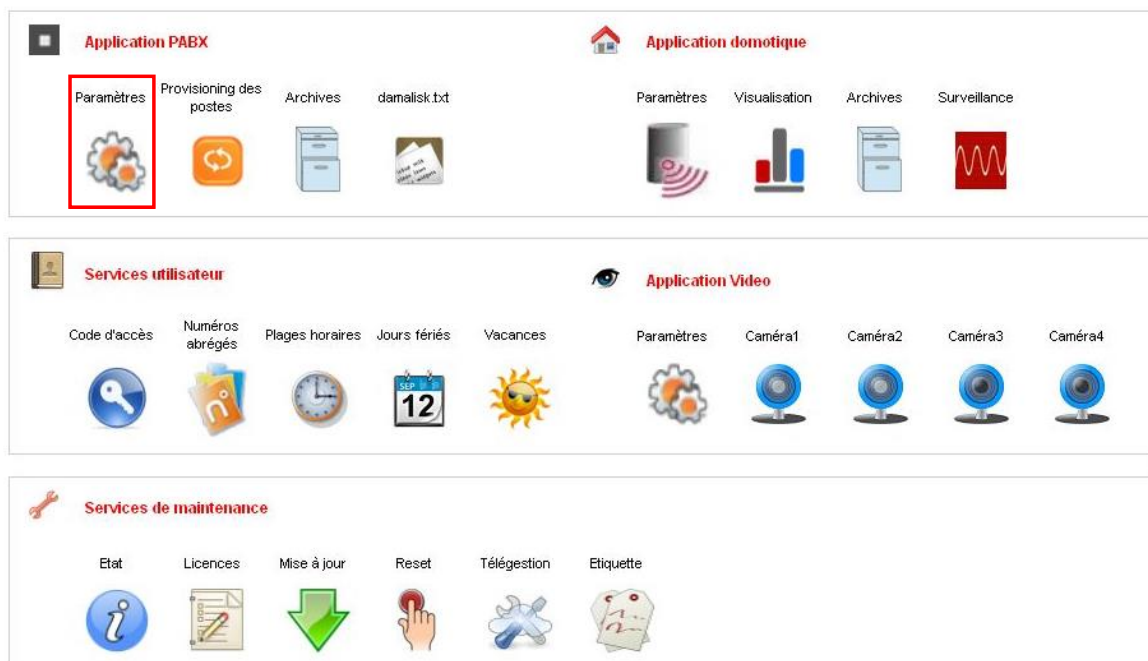 Application PABX
Application domotique
Paramètres
Provisioning des
postes
Archives
damalisk.txt
Paramètres
Visualisation
Archives
Surveillance
Services utilisateur
Application Video
Code d'accès
Numéros
abrégés
Plages horaires
Jours fériés
Vacances
Paramètres
Caméra1
Caméra2
Caméra3
Caméra4
n°
SEP
12
Services de maintenance
Etat
Licences
Mise à jour
Reset
Télégestion
Etiquette
i